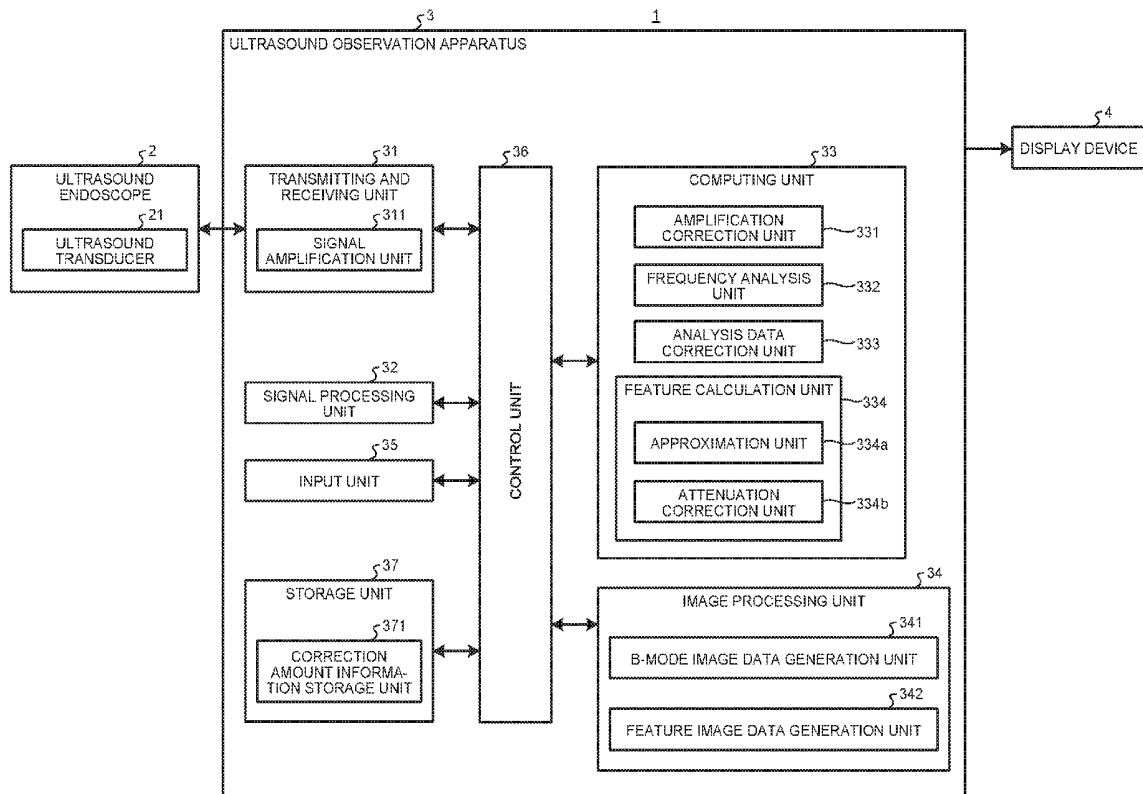 1
3
ULTRASOUND OBSERVATION APPARATUS
4
DISPLAY DEVICE
2
ULTRASOUND
ENDOSCOPE
21
ULTRASOUND
TRANSDUCER
31
TRANSMITTING AND
RECEIVING UNIT
311
SIGNAL
AMPLIFICATION UNIT
32
SIGNAL PROCESSING
UNIT
35
INPUT UNIT
37
STORAGE UNIT
371
CORRECTION
AMOUNT INFORMA-
TION STORAGE UNIT
36
CONTROL UNIT
33
COMPUTING UNIT
AMPLIFICATION
CORRECTION UNIT
331
FREQUENCY ANALYSIS
UNIT
332
ANALYSIS DATA
CORRECTION UNIT
333
FEATURE CALCULATION UNIT
334
APPROXIMATION UNIT
334a
ATTENUATION
CORRECTION UNIT
334b
34
IMAGE PROCESSING UNIT
341
B-MODE IMAGE DATA GENERATION UNIT
342
FEATURE IMAGE DATA GENERATION UNIT